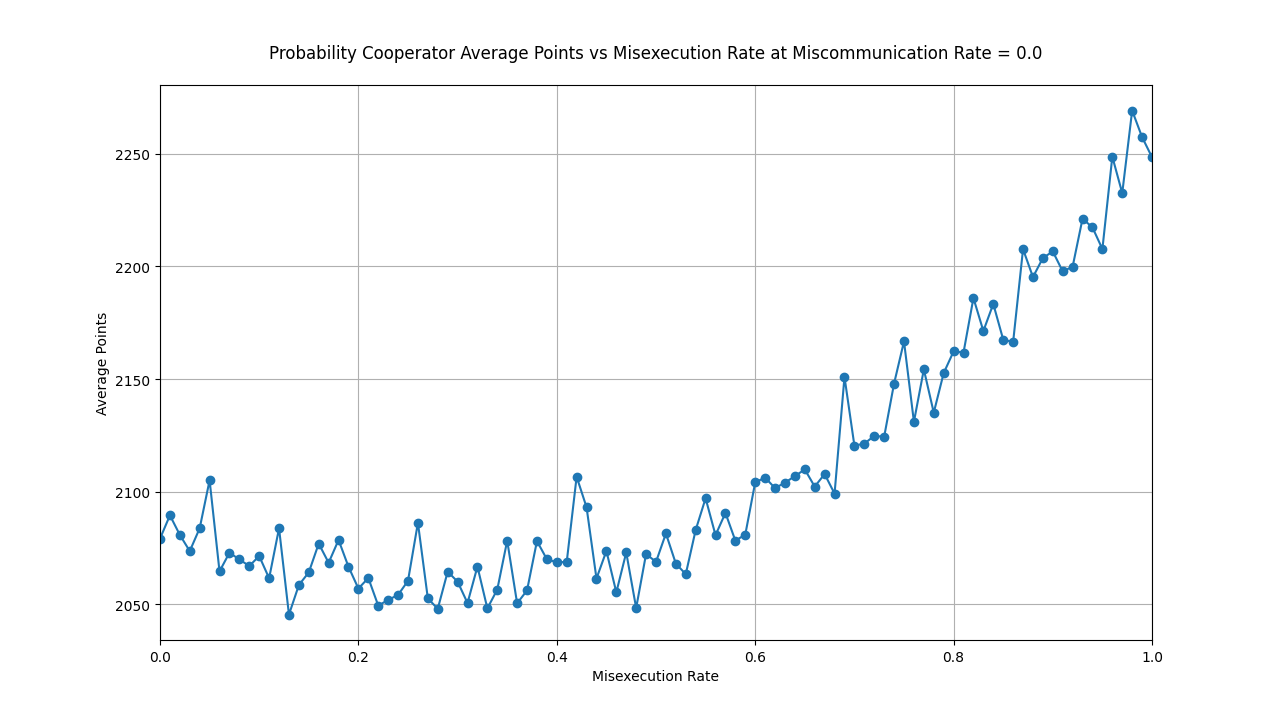 Probability Cooperator Average Points vs Misexecution Rate at Miscommunication Rate = 0.0
2250
2200
2150
2100
2050
Average Points
0.0 0.2 0.4 0.6 0.8 1.0
Misexecution Rate